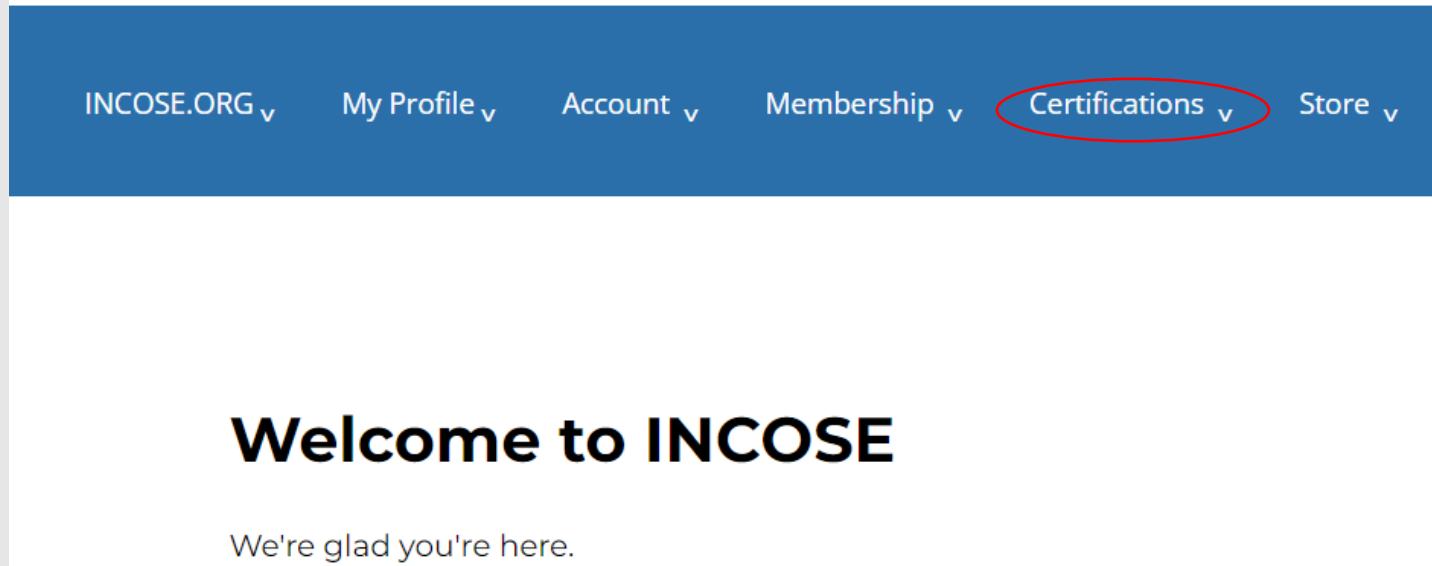 INCOSE.ORG v My Profile v Account v Membership v Certifications v Store v
Welcome to INCOSE
We're glad you're here.